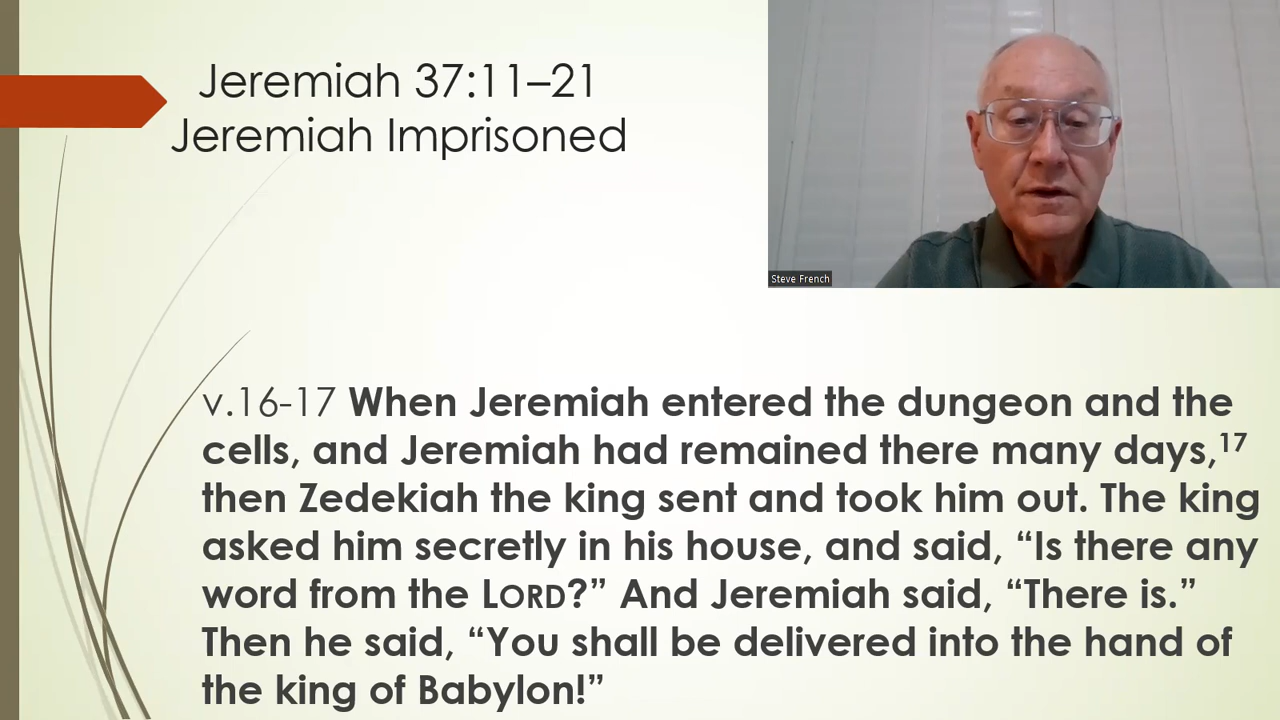 Jeremiah 37:11–21
Jeremiah Imprisoned
Steve French
v.16-17 When Jeremiah entered the dungeon and the
cells, and Jeremiah had remained there many days,¹⁷
then Zedekiah the king sent and took him out. The king
asked him secretly in his house, and said, “Is there any
word from the LORD?” And Jeremiah said, “There is.”
Then he said, “You shall be delivered into the hand of
the king of Babylon!”